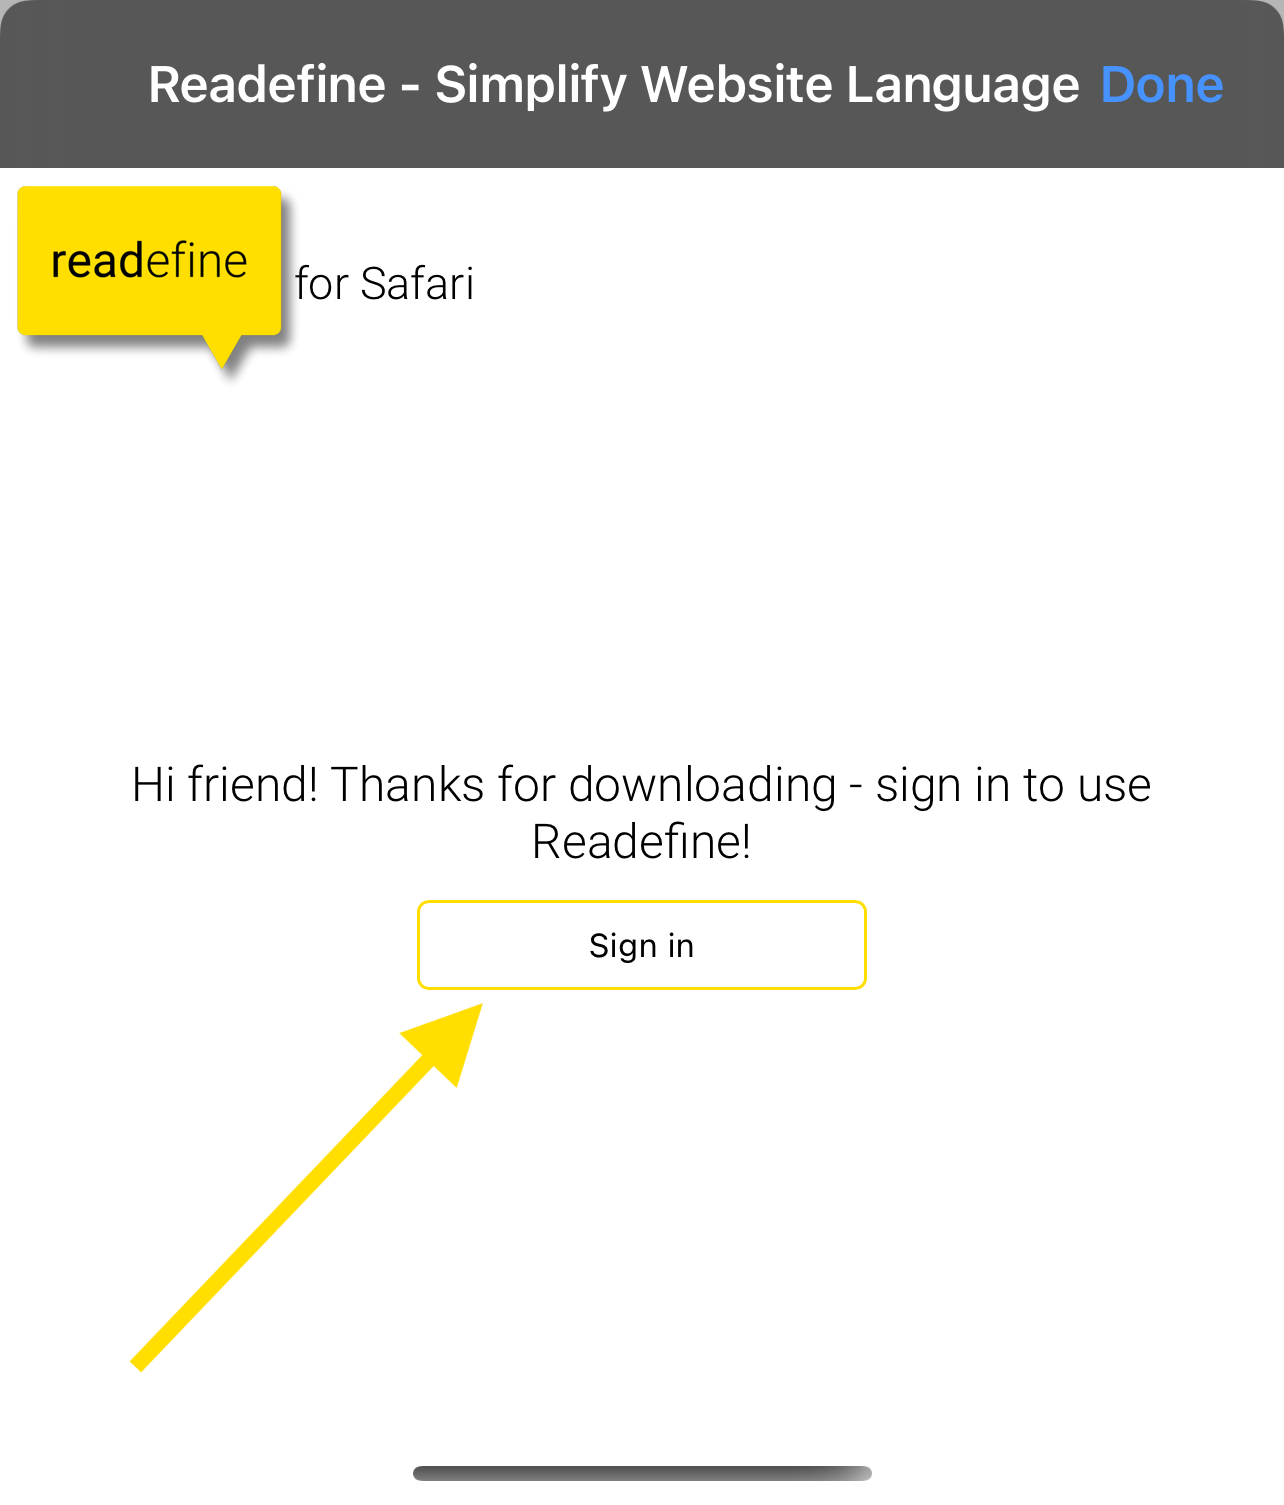 Readefine - Simplify Website Language Done
readefine
for Safari
Hi friend! Thanks for downloading - sign in to use
Readefine!
Sign in